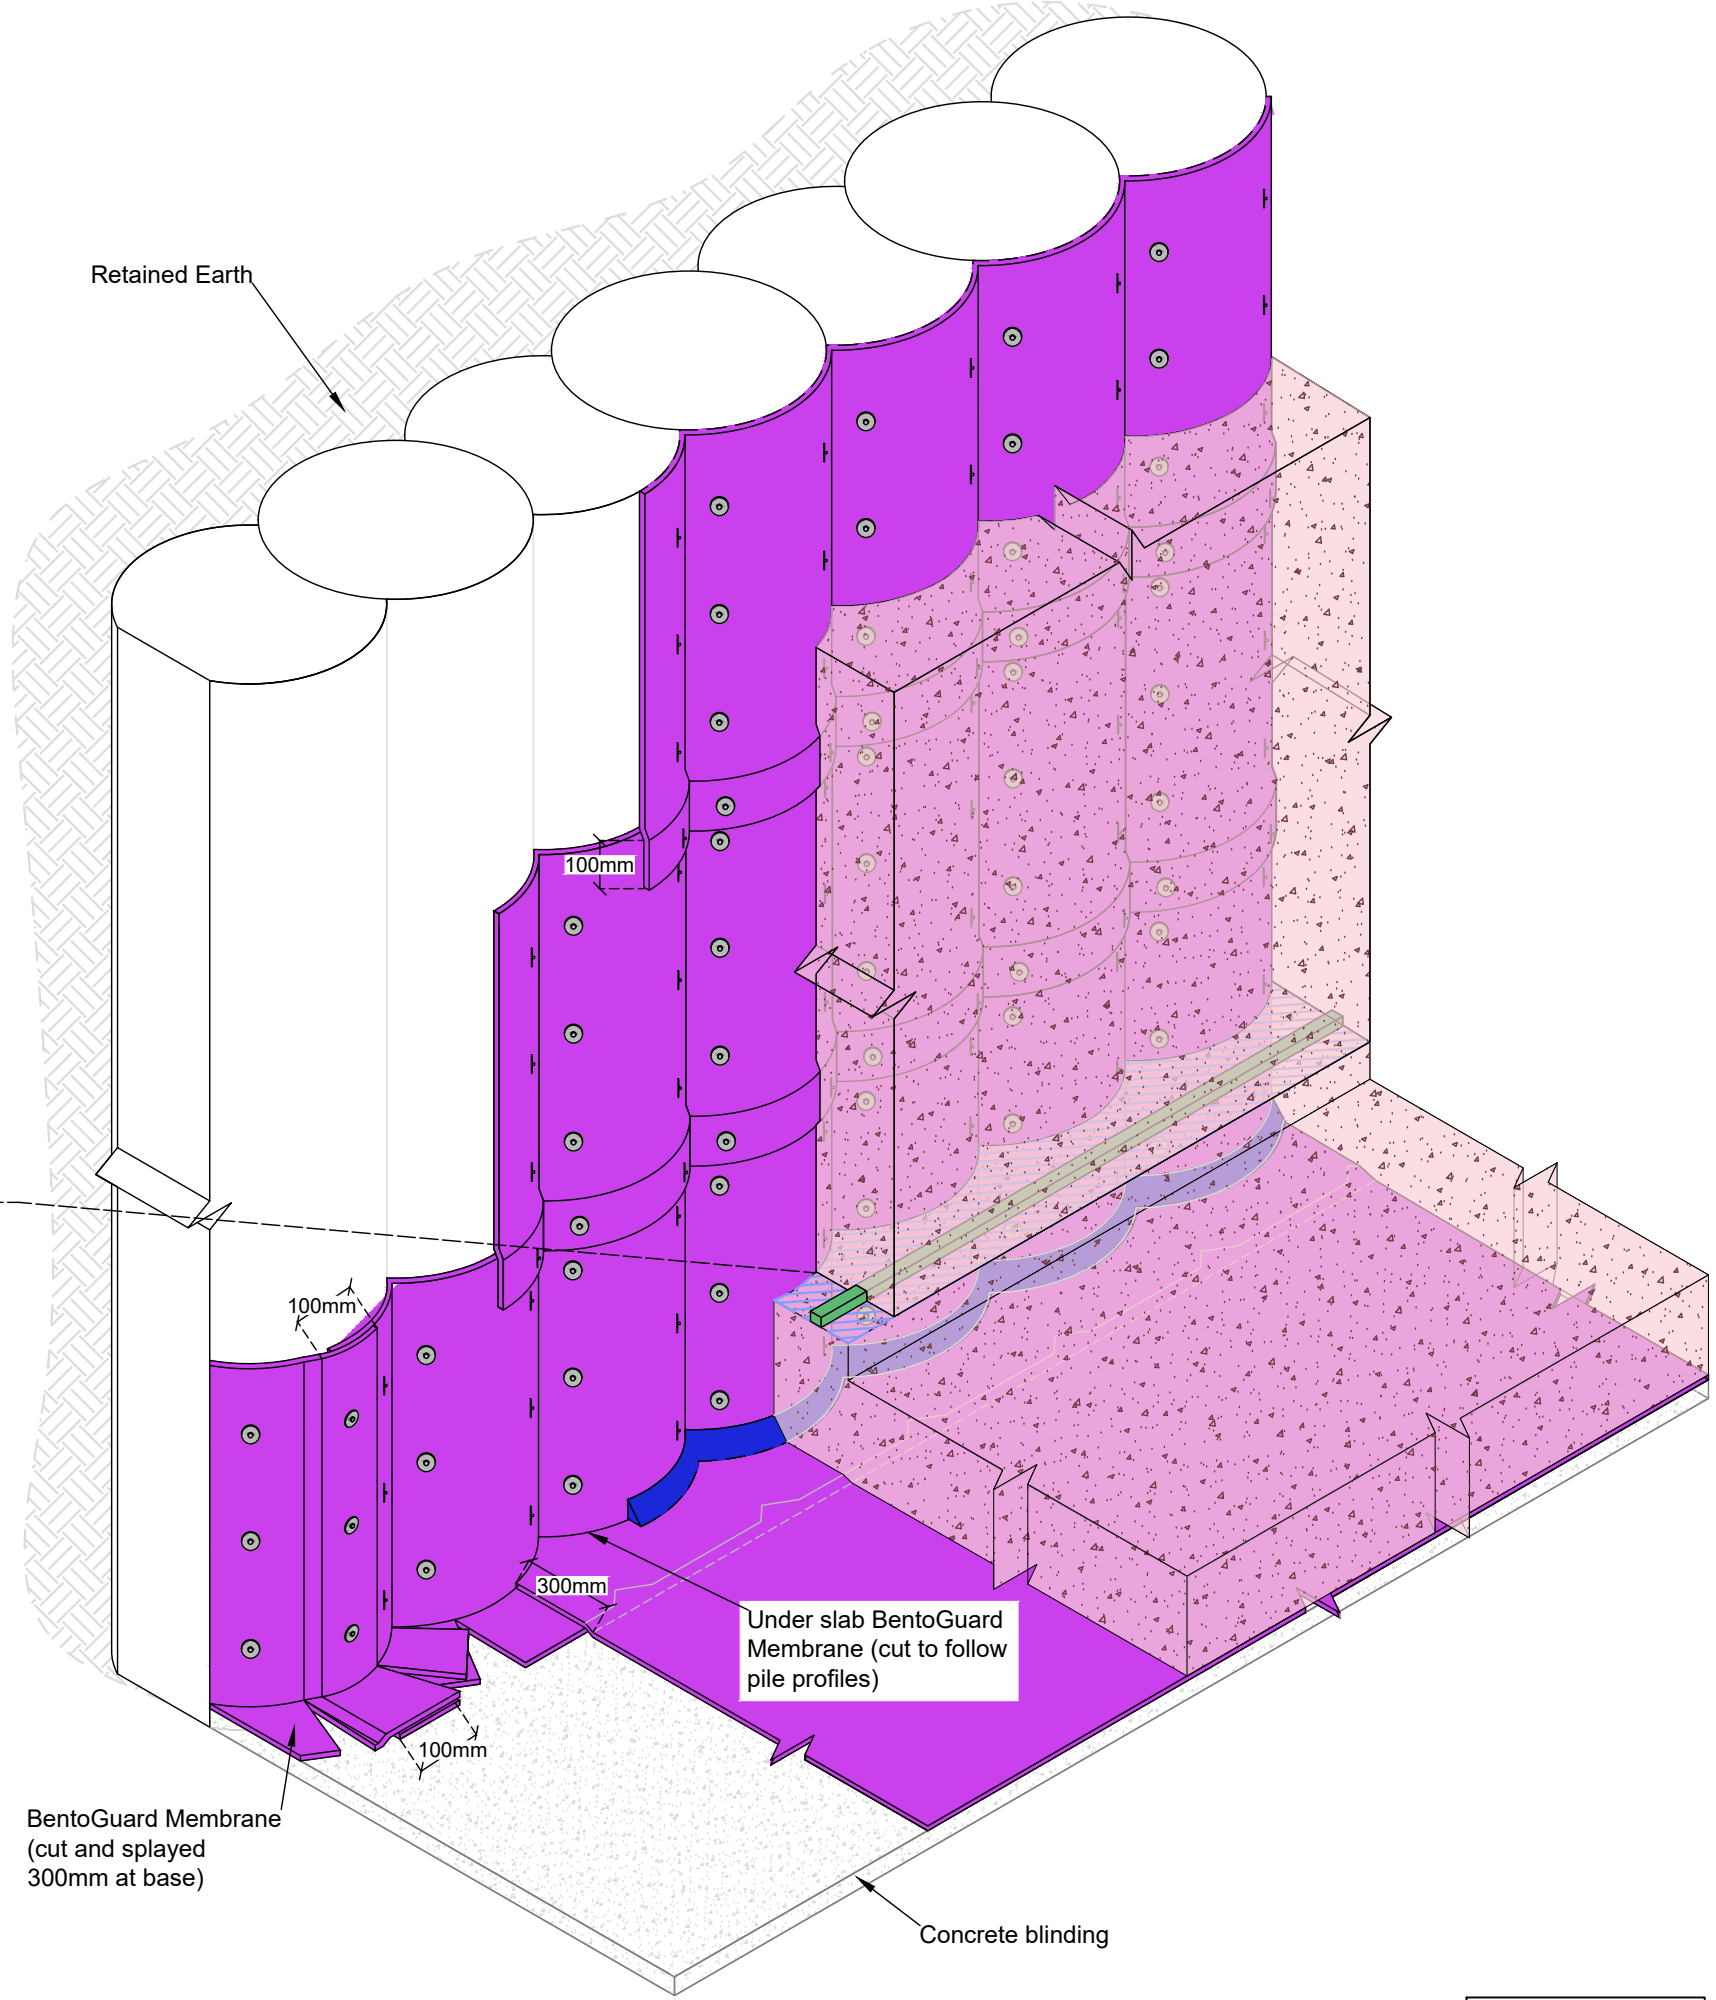 Retained Earth
100mm
100mm
300mm
Under slab BentoGuard
Membrane (cut to follow
pile profiles)
100mm
BentoGuard Membrane
(cut and splayed
300mm at base)
Concrete blinding